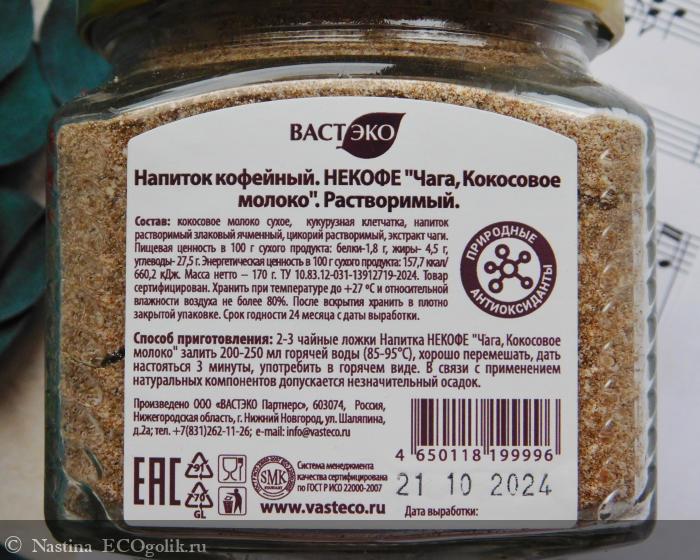 ВАСТЭКО
Напиток кофейный. НЕКОФЕ "Чага, Кокосовое
молоко". Растворимый.
Состав: кокосовое молоко сухое, кукурузная клетчатка, напиток
растворимый злаковый ячменный, цикорий растворимый, экстракт чаги.
Пищевая ценность в 100 г сухого продукта: белки-1,8 г, жиры- 4,5 г,
углеводы- 27,5 г. Энергетическая ценность в 100 г сухого продукта: 157,7 ккал/
660,2 кДж. Масса нетто – 170 г. ТУ 10.83.12-031-13912719-2024. Товар
сертифицирован. Хранить при температуре до +27 °С и относительной
влажности воздуха не более 80%. После вскрытия хранить в плотно
закрытой упаковке. Срок годности 24 месяца с даты выработки.
ПРИРОДНЫЕ
АНТИОКСИДАНТЫ
Способ приготовления: 2-3 чайные ложки Напитка НЕКОФЕ "Чага, Кокосовое
молоко" залить 200-250 мл горячей воды (85-95°С), хорошо перемешать, дать
настояться 3 минуты, употребить в горячем виде. В связи с применением
натуральных компонентов допускается незначительный осадок.
Произведено ООО «ВАСТЭКО Партнерс», 603074, Россия,
Нижегородская область, г. Нижний Новгород, ул. Шаляпина,
д.2а; тел. +7(831)262-11-26; e-mail: info@vasteco.ru
4 650118 199996
EAC
91
70
GL
SMK
Система менеджмента
качества сертифицирована
по ГОСТ Р ИСО 22000-2007
www.vasteco.ru
21 10 2024
Дата выработки:
© Nastina ECOgolik.ru